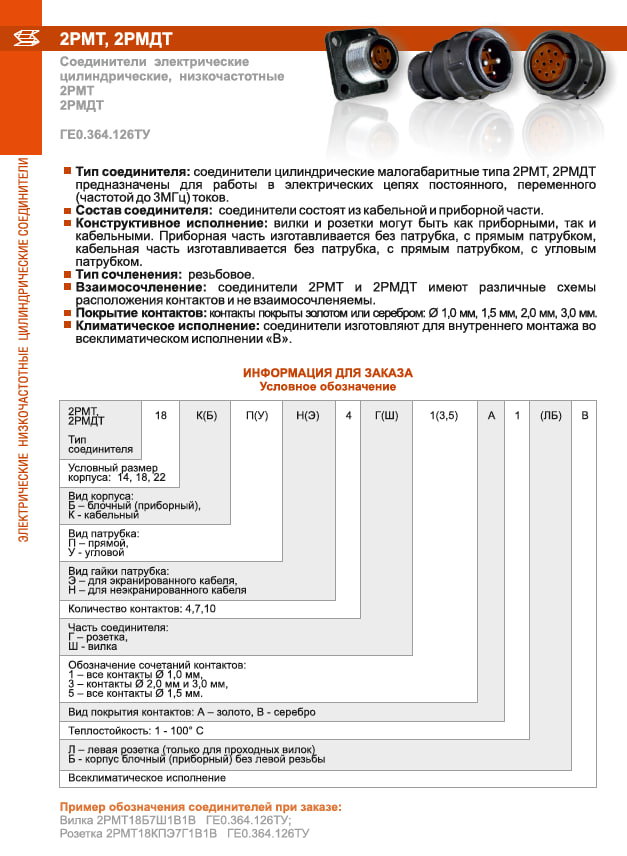 2РМТ, 2РМДТ
Соединители электрические
цилиндрические, низкочастотные
2РМТ
2РМДТ
ГЕ0.364.126ТУ
ЭЛЕКТРИЧЕСКИЕ НИЗКОЧАСТОТНЫЕ ЦИЛИНДРИЧЕСКИЕ СОЕДИНИТЕЛИ
Тип соединителя: соединители цилиндрические малогабаритные типа 2РМТ, 2РМДТ
предназначены для работы в электрических цепях постоянного, переменного
(частотой до 3МГц) токов.
Состав соединителя: соединители состоят из кабельной и приборной части.
Конструктивное исполнение: вилки и розетки могут быть как приборными, так и
кабельными. Приборная часть изготавливается без патрубка, с прямым патрубком,
кабельная часть изготавливается без патрубка, с прямым патрубком, с угловым
патрубком.
Тип сочленения: резьбовое.
Взаимосочленение: соединители 2РМТ и 2РМДТ имеют различные схемы
расположения контактов и не взаимосочленяемы.
Покрытие контактов: контакты покрыты золотом или серебром: Ø 1,0 мм, 1,5 мм, 2,0 мм, 3,0 мм.
Климатическое исполнение: соединители изготовляют для внутреннего монтажа во
всеклиматическом исполнении «В».
ИНФОРМАЦИЯ ДЛЯ ЗАКАЗА
Условное обозначение
2РМТ, 18 К(Б) П(У) Н(Э) 4 Г(Ш) 1(3,5) А 1 (ЛБ) В
2РМДТ
Тип
соединителя
Условный размер
корпуса: 14, 18, 22
Вид корпуса:
Б – блочный (приборный),
К - кабельный
Вид патрубка:
П – прямой,
У - угловой
Вид гайки патрубка:
Э – для экранированного кабеля,
Н – для неэкранированного кабеля
Количество контактов: 4,7,10
Часть соединителя:
Г – розетка,
Ш - вилка
Обозначение сочетаний контактов:
1 – все контакты Ø 1,0 мм,
3 – контакты Ø 2,0 мм и 3,0 мм,
5 – все контакты Ø 1,5 мм.
Вид покрытия контактов: А – золото, В - серебро
Теплостойкость: 1 - 100° С
Л – левая розетка (только для проходных вилок)
Б - корпус блочный (приборный) без левой резьбы
Всеклиматическое исполнение
Пример обозначения соединителей при заказе:
Вилка 2РМТ18Б7Ш1В1В ГЕ0.364.126ТУ;
Розетка 2РМТ18КПЭ7Г1В1В ГЕ0.364.126ТУ